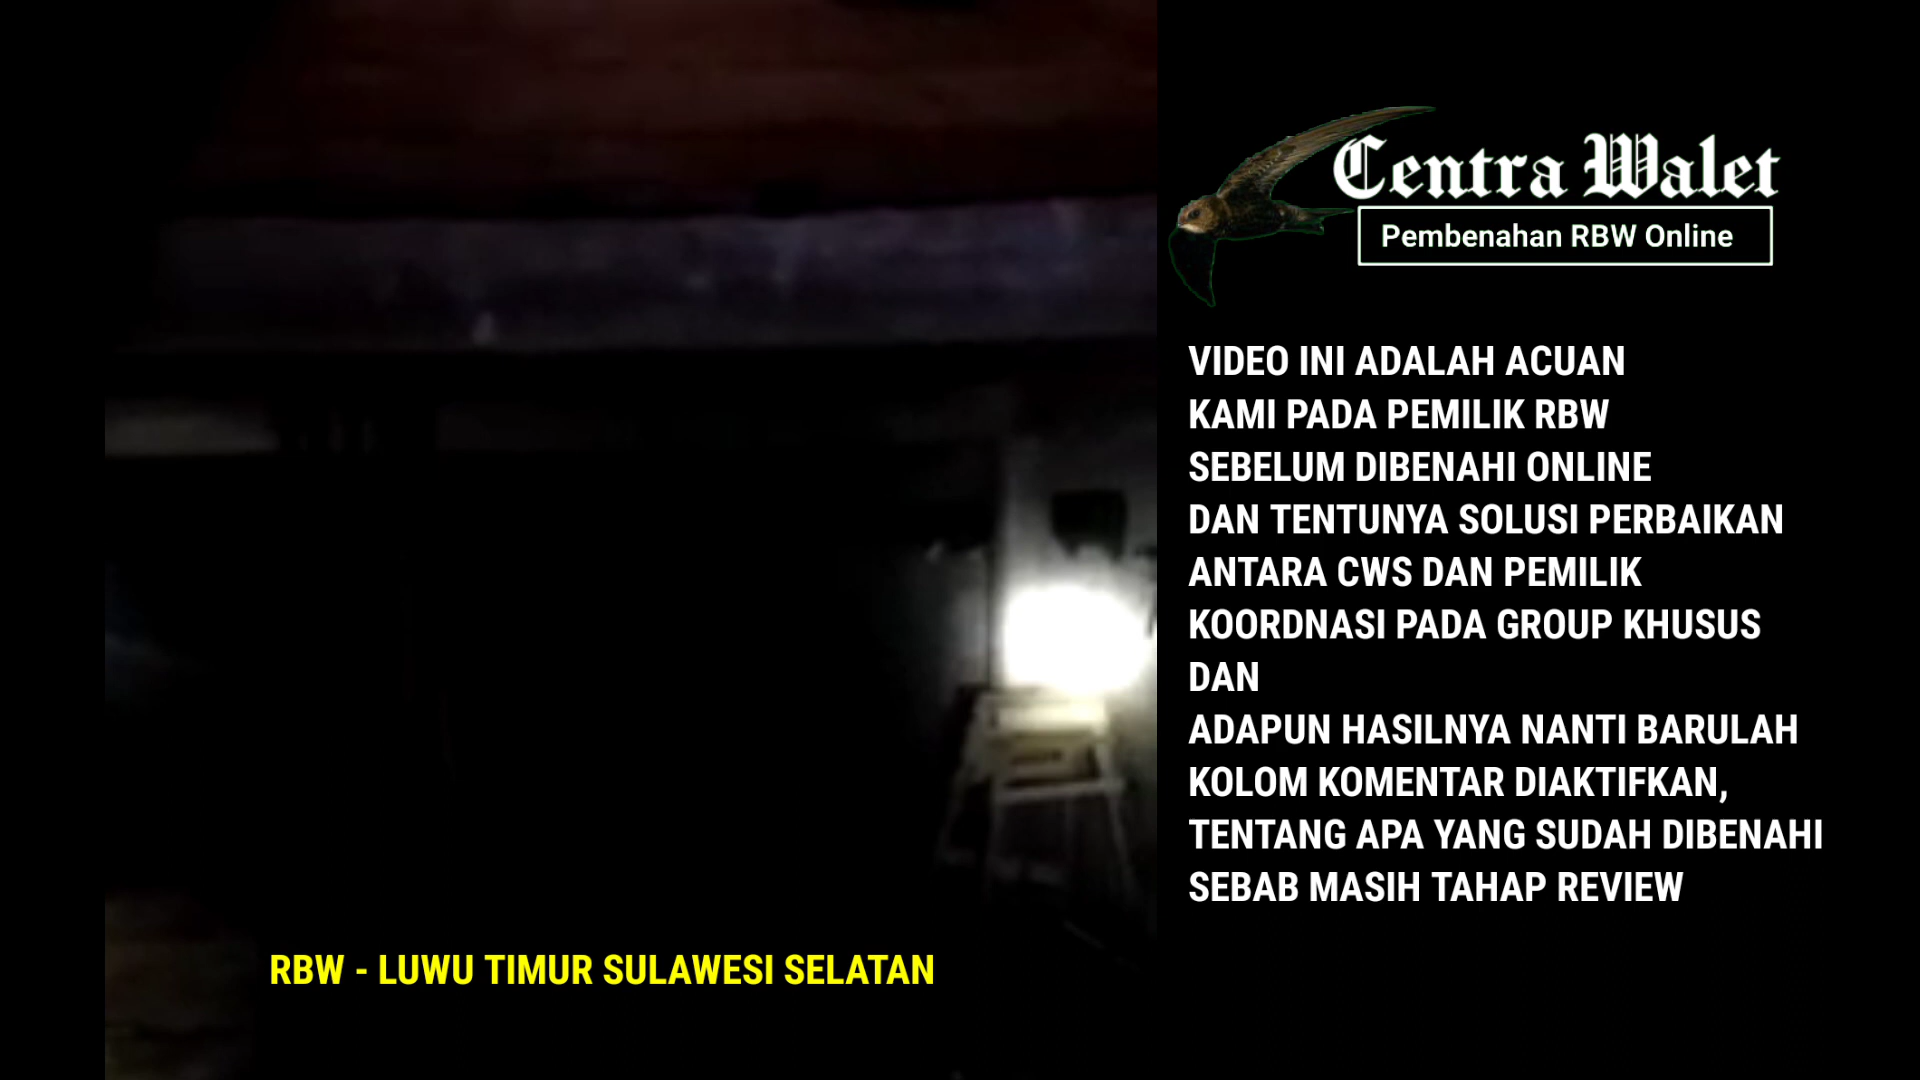 Centra Walet
Pembenahan RBW Online
VIDEO INI ADALAH ACUAN
KAMI PADA PEMILIK RBW
SEBELUM DIBENAHI ONLINE
DAN TENTUNYA SOLUSI PERBAIKAN
ANTARA CWS DAN PEMILIK
KOORDNASI PADA GROUP KHUSUS
DAN
ADAPUN HASILNYA NANTI BARULAH
KOLOM KOMENTAR DIAKTIFKAN,
TENTANG APA YANG SUDAH DIBENAHI
SEBAB MASIH TAHAP REVIEW
RBW - LUWU TIMUR SULAWESI SELATAN